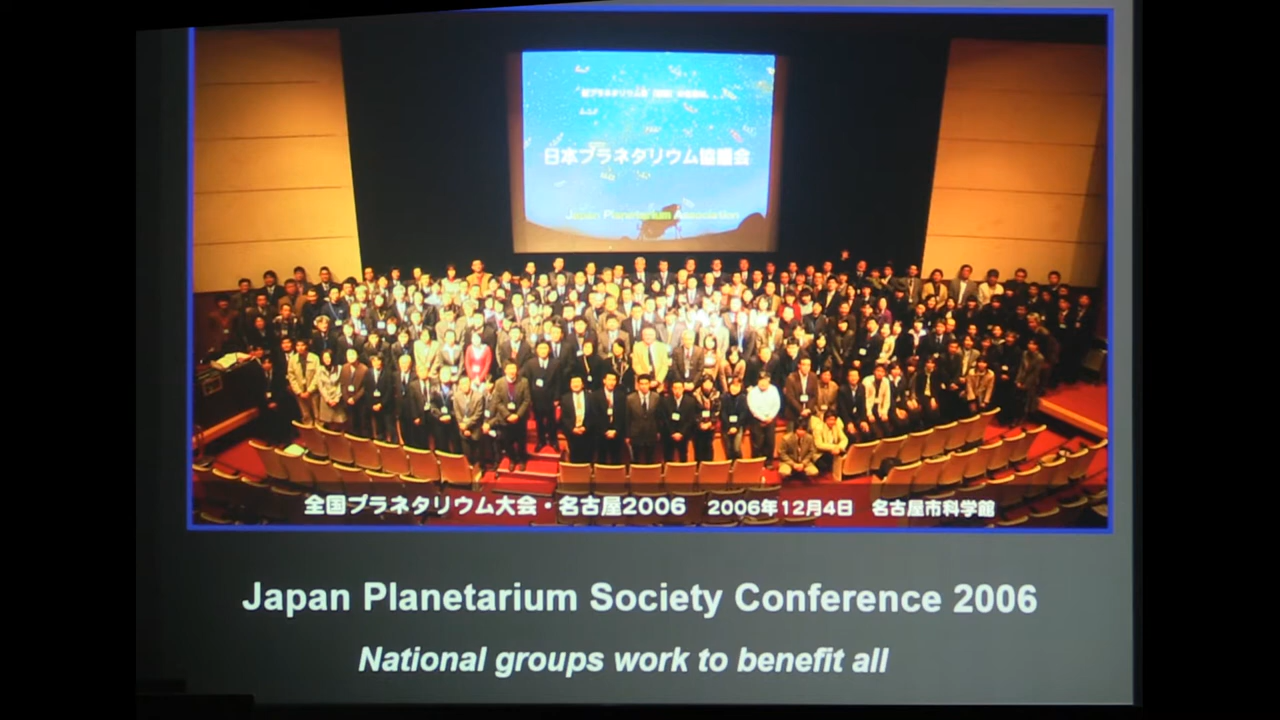 日本プラネタリウム協議会
Japan Planetarium Association
全国プラネタリウム大会・名古屋2006 2006年12月4日 名古屋市科学館
Japan Planetarium Society Conference 2006
National groups work to benefit all